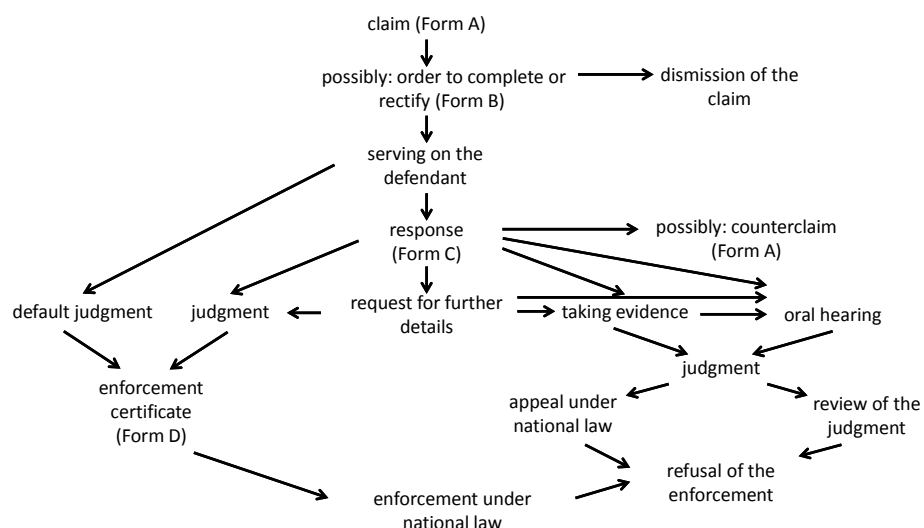 claim (Form A)
possibly: order to complete or
rectify (Form B)
dismission of the
claim
serving on the
defendant
response
(Form C)
possibly: counterclaim
(Form A)
default judgment
judgment
request for further
details
taking evidence
oral hearing
judgment
enforcement
certificate
(Form D)
appeal under
national law
review of the
judgment
refusal of the
enforcement
enforcement under
national law